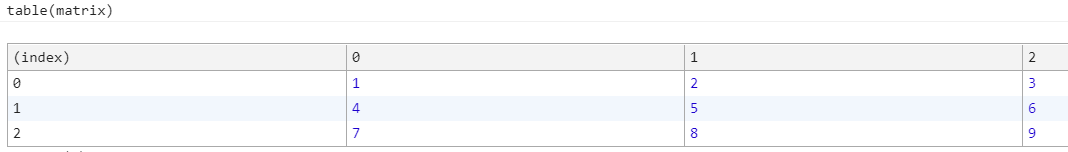 table(matrix)
(index) 0 1 2
0 1 2 3
1 4 5 6
2 7 8 9